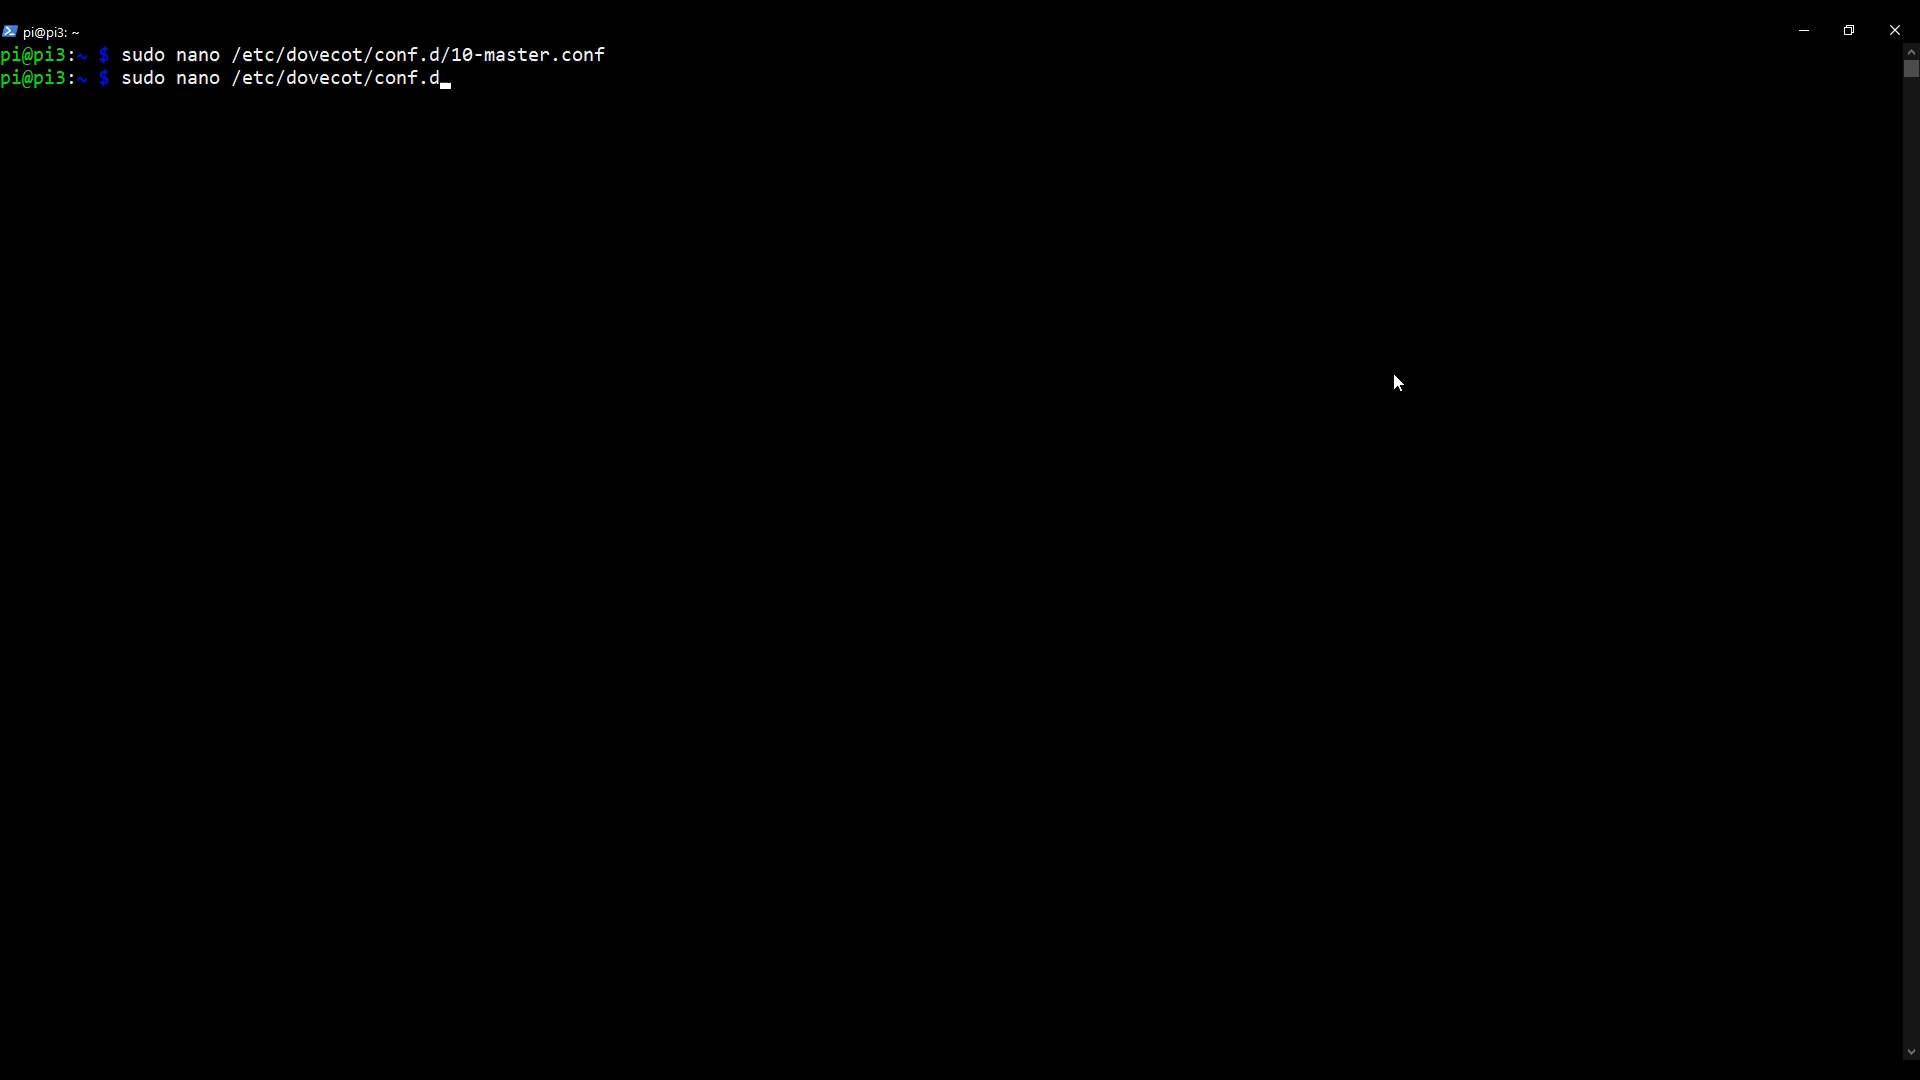 pi@pi3: ~
pi@pi3:~ $ sudo nano /etc/dovecot/conf.d/10-master.conf
pi@pi3:~ $ sudo nano /etc/dovecot/conf.d